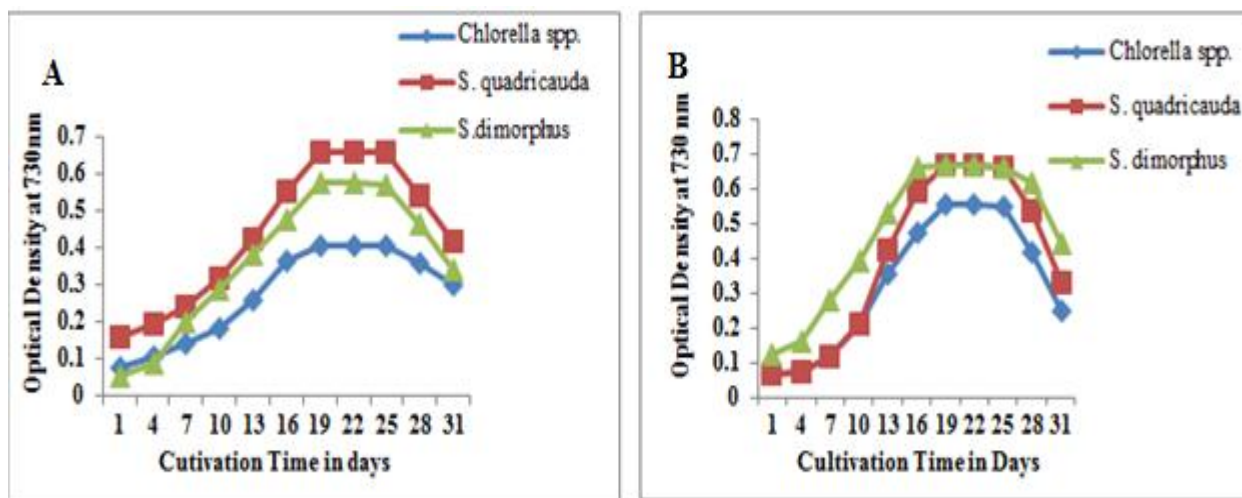 A
Chlorella spp.
S. quadricauda
S.dimorphus
Optical Density at 730nm
0.7
0.6
0.5
0.4
0.3
0.2
0.1
0
1 4 7 10 13 16 19 22 25 28 31
Cutivation Time in days
B
Chlorella spp.
S. quadricauda
S. dimorphus
Optical Density at 730 nm
0.8
0.7
0.6
0.5
0.4
0.3
0.2
0.1
0
1 4 7 10 13 16 19 22 25 28 31
Cultivation Time in Days